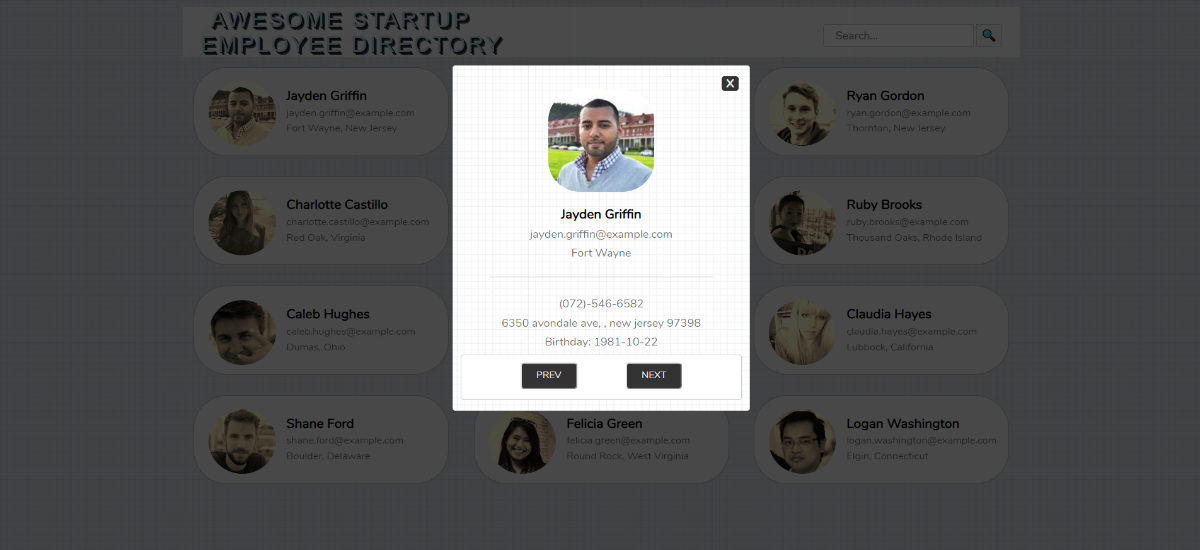 AWESOME STARTUP
EMPLOYEE DIRECTORY
Search...
X
Jayden Griffin
jayden.griffin@example.com
Fort Wayne
(072)-546-6582
6350 avondale ave, , new jersey 97398
Birthday: 1981-10-22
PREV
NEXT
Jayden Griffin
jayden.griffin@example.com
Fort Wayne, New Jersey
Ryan Gordon
ryan.gordon@example.com
Thornton, New Jersey
Charlotte Castillo
charlotte.castillo@example.com
Red Oak, Virginia
Ruby Brooks
ruby.brooks@example.com
Thousand Oaks, Rhode Island
Caleb Hughes
caleb.hughes@example.com
Dumas, Ohio
Claudia Hayes
claudia.hayes@example.com
Lubbock, California
Shane Ford
shane.ford@example.com
Boulder, Delaware
Felicia Green
felicia.green@example.com
Round Rock, West Virginia
Logan Washington
logan.washington@example.com
Elgin, Connecticut